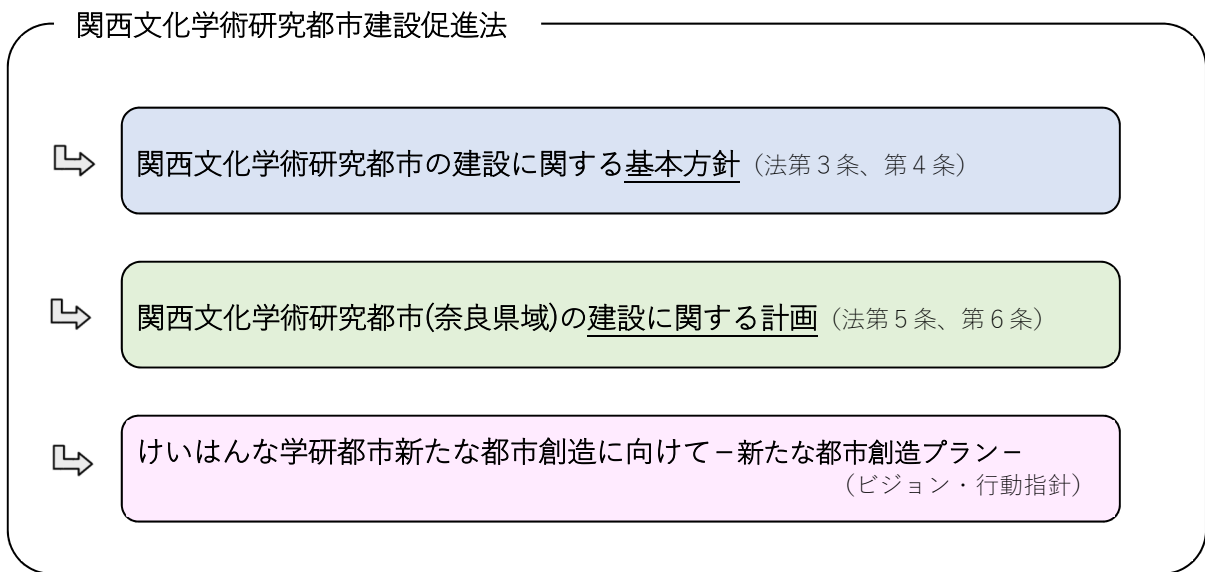 関西文化学術研究都市建設促進法
関西文化学術研究都市の建設に関する基本方針（法第３条、第４条）
関西文化学術研究都市(奈良県域)の建設に関する計画（法第５条、第６条）
けいはんな学研都市新たな都市創造に向けて－新たな都市創造プラン－
（ビジョン・行動指針）